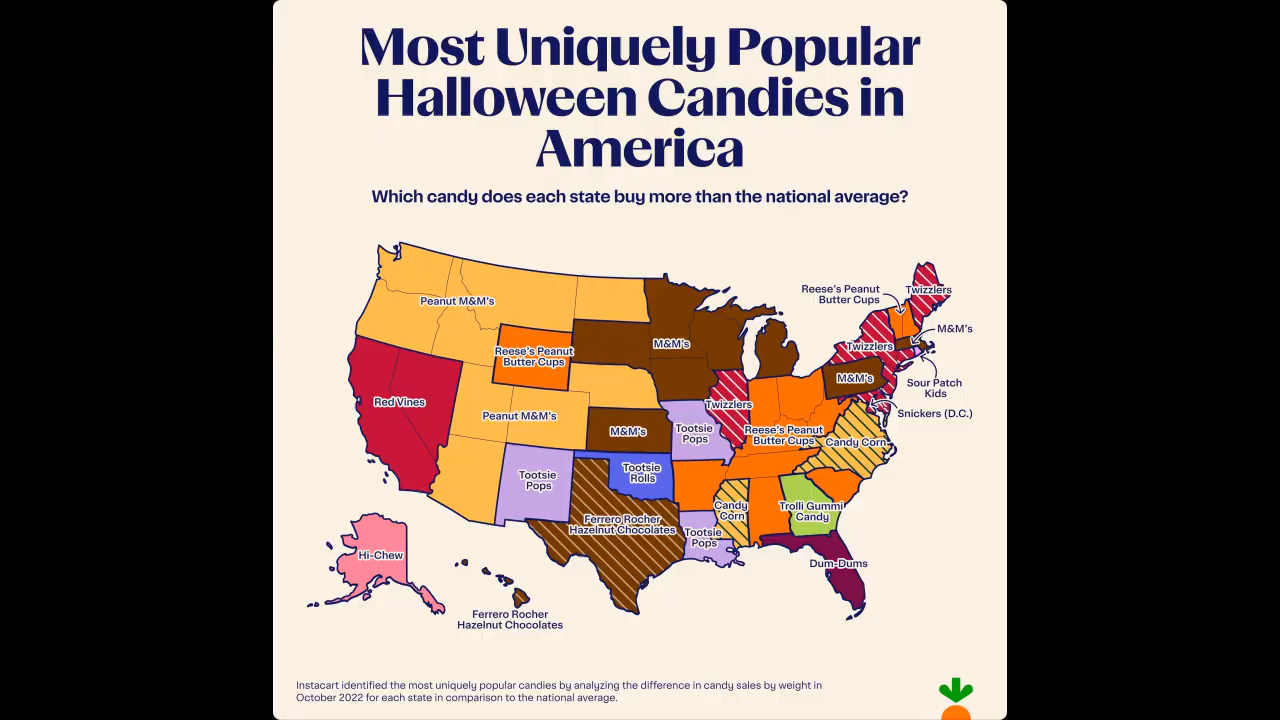 Most Uniquely Popular
Halloween Candies in
America
Which candy does each state buy more than the national average?
Reese's Peanut
Butter Cups
Twizzlers
Peanut M&M's
M&M's
M&M's
Twizzlers
Reese's Peanut
Butter Cups
M&M's
Sour Patch
Kids
Red Vines
Twizzlers
Snickers (D.C.)
Peanut M&M's
M&M's
Tootsie
Pops
Reese's Peanut
Butter Cups
Candy Corn
Tootsie
Pops
Tootsie
Rolls
Candy
Corn
Trolli Gummi
Candy
Ferrero Rocher
Hazelnut Chocolates
Tootsie
Pops
Hi-Chew
Dum-Dums
Ferrero Rocher
Hazelnut Chocolates
Instacart identified the most uniquely popular candies by analyzing the difference in candy sales by weight in
October 2022 for each state in comparison to the national average.